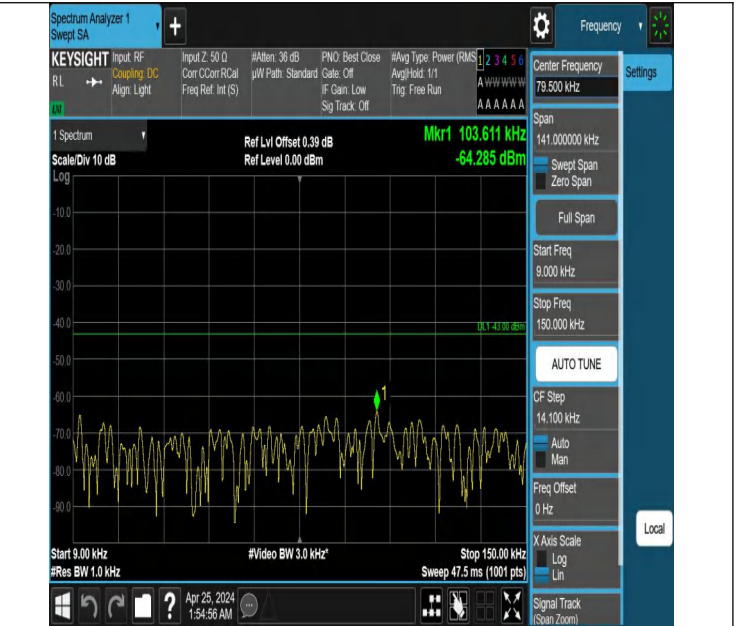 Spectrum Analyzer 1
Swept SA
+
Frequency
KEYSIGHT
RL
Input: RF
Coupling: DC
Align: Light
Input Z: 50 Ω
Corr CCorr RCal
Freq Ref: Int (S)
#Atten: 36 dB
µW Path: Standard
PNO: Best Close
Gate: Off
IF Gain: Low
Sig Track: Off
#Avg Type: Power (RMS
Avg|Hold: 1/1
Trig: Free Run
1 2 3 4 5 6
A W W W W W
A A A A A A
1 Spectrum
Scale/Div 10 dB
Log
Ref Lvl Offset 0.39 dB
Ref Level 0.00 dBm
Mkr1 103.611 kHz
-64.285 dBm
-10.0
-20.0
-30.0
-40.0
DL1 -43.00 dBm
-50.0
-60.0
1
-70.0
-80.0
-90.0
Start 9.00 kHz
#Video BW 3.0 kHz*
Stop 150.00 kHz
#Res BW 1.0 kHz
Sweep 47.5 ms (1001 pts)
Center Frequency
79.500 kHz
Settings
Span
141.000000 kHz
Swept Span
Zero Span
Full Span
Start Freq
9.000 kHz
Stop Freq
150.000 kHz
AUTO TUNE
CF Step
14.100 kHz
Auto
Man
Freq Offset
0 Hz
X Axis Scale
Log
Lin
Local
Signal Track
(Span Zoom)
?
Apr 25, 2024
1:54:56 AM